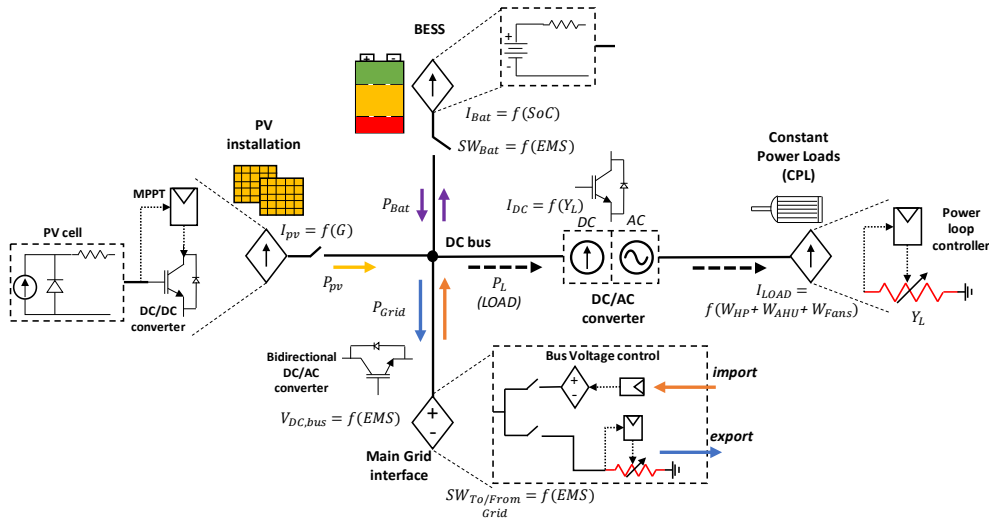 BESS
+
-
+
-
I_Bat = f(SoC)
SW_Bat = f(EMS)
PV
installation
MPPT
PV cell
DC/DC
converter
I_pv = f(G)
P_pv
P_Bat
DC bus
P_L
(LOAD)
I_DC = f(Y_L)
DC
AC
DC/AC
converter
Constant
Power Loads
(CPL)
I_LOAD =
f(W_HP + W_AHU + W_Fans)
Power
loop
controller
Y_L
P_Grid
Bidirectional
DC/AC
converter
V_DC,bus = f(EMS)
+
-
Main Grid
interface
Bus Voltage control
+
-
import
export
SW_To/From Grid = f(EMS)